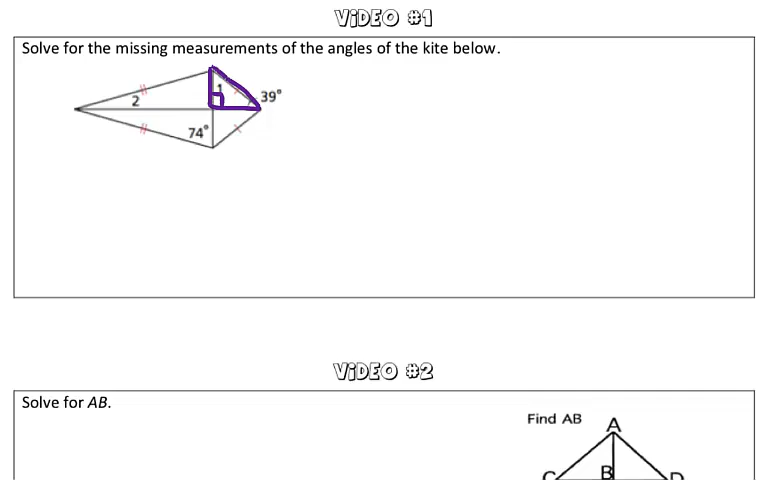 ViDEO #1
Solve for the missing measurements of the angles of the kite below.
1
39°
2
74°
ViDEO #2
Solve for AB.
Find AB
A
C
B
D